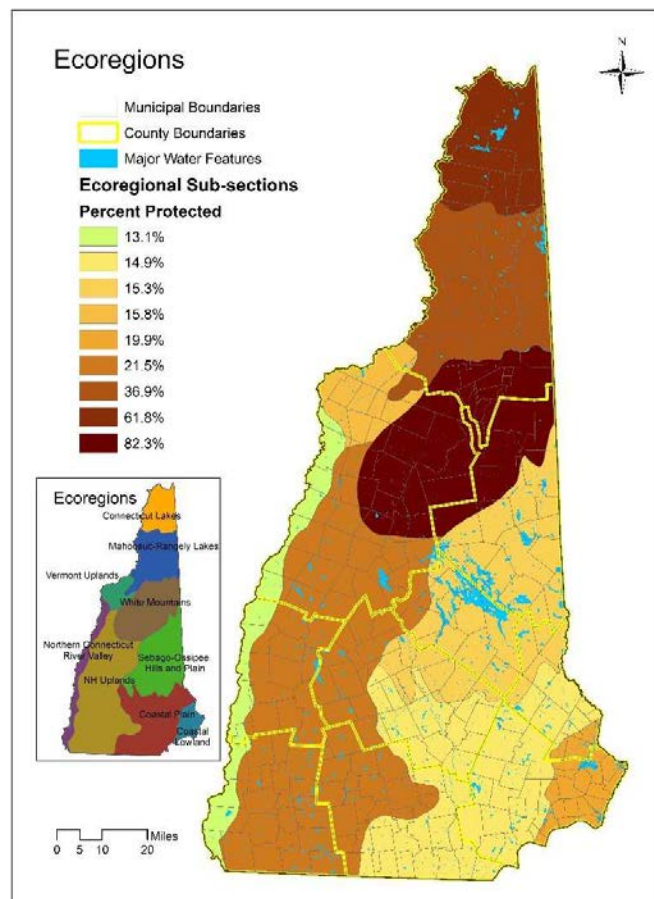 Ecoregions
N
Municipal Boundaries
County Boundaries
Major Water Features
Ecoregional Sub-sections
Percent Protected
13.1%
14.9%
15.3%
15.8%
19.9%
21.5%
36.9%
61.8%
82.3%
Ecoregions
Connecticut Lakes
Mahoosuc-Rangely Lakes
Vermont Uplands
White Mountains
Northern Connecticut
River Valley
Sebago-Ossipee
Hills and Plain
NH Uplands
Coastal Plain
Coastal
Lowland
Miles
0 5 10 20